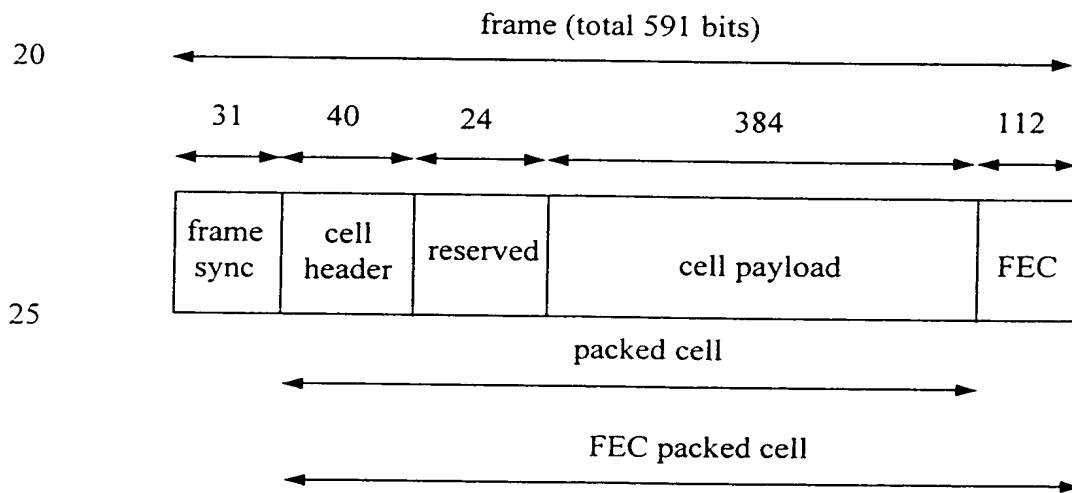 frame (total 591 bits)
20
31 40 24 384 112
frame sync
cell header
reserved
cell payload
FEC
25
packed cell
FEC packed cell